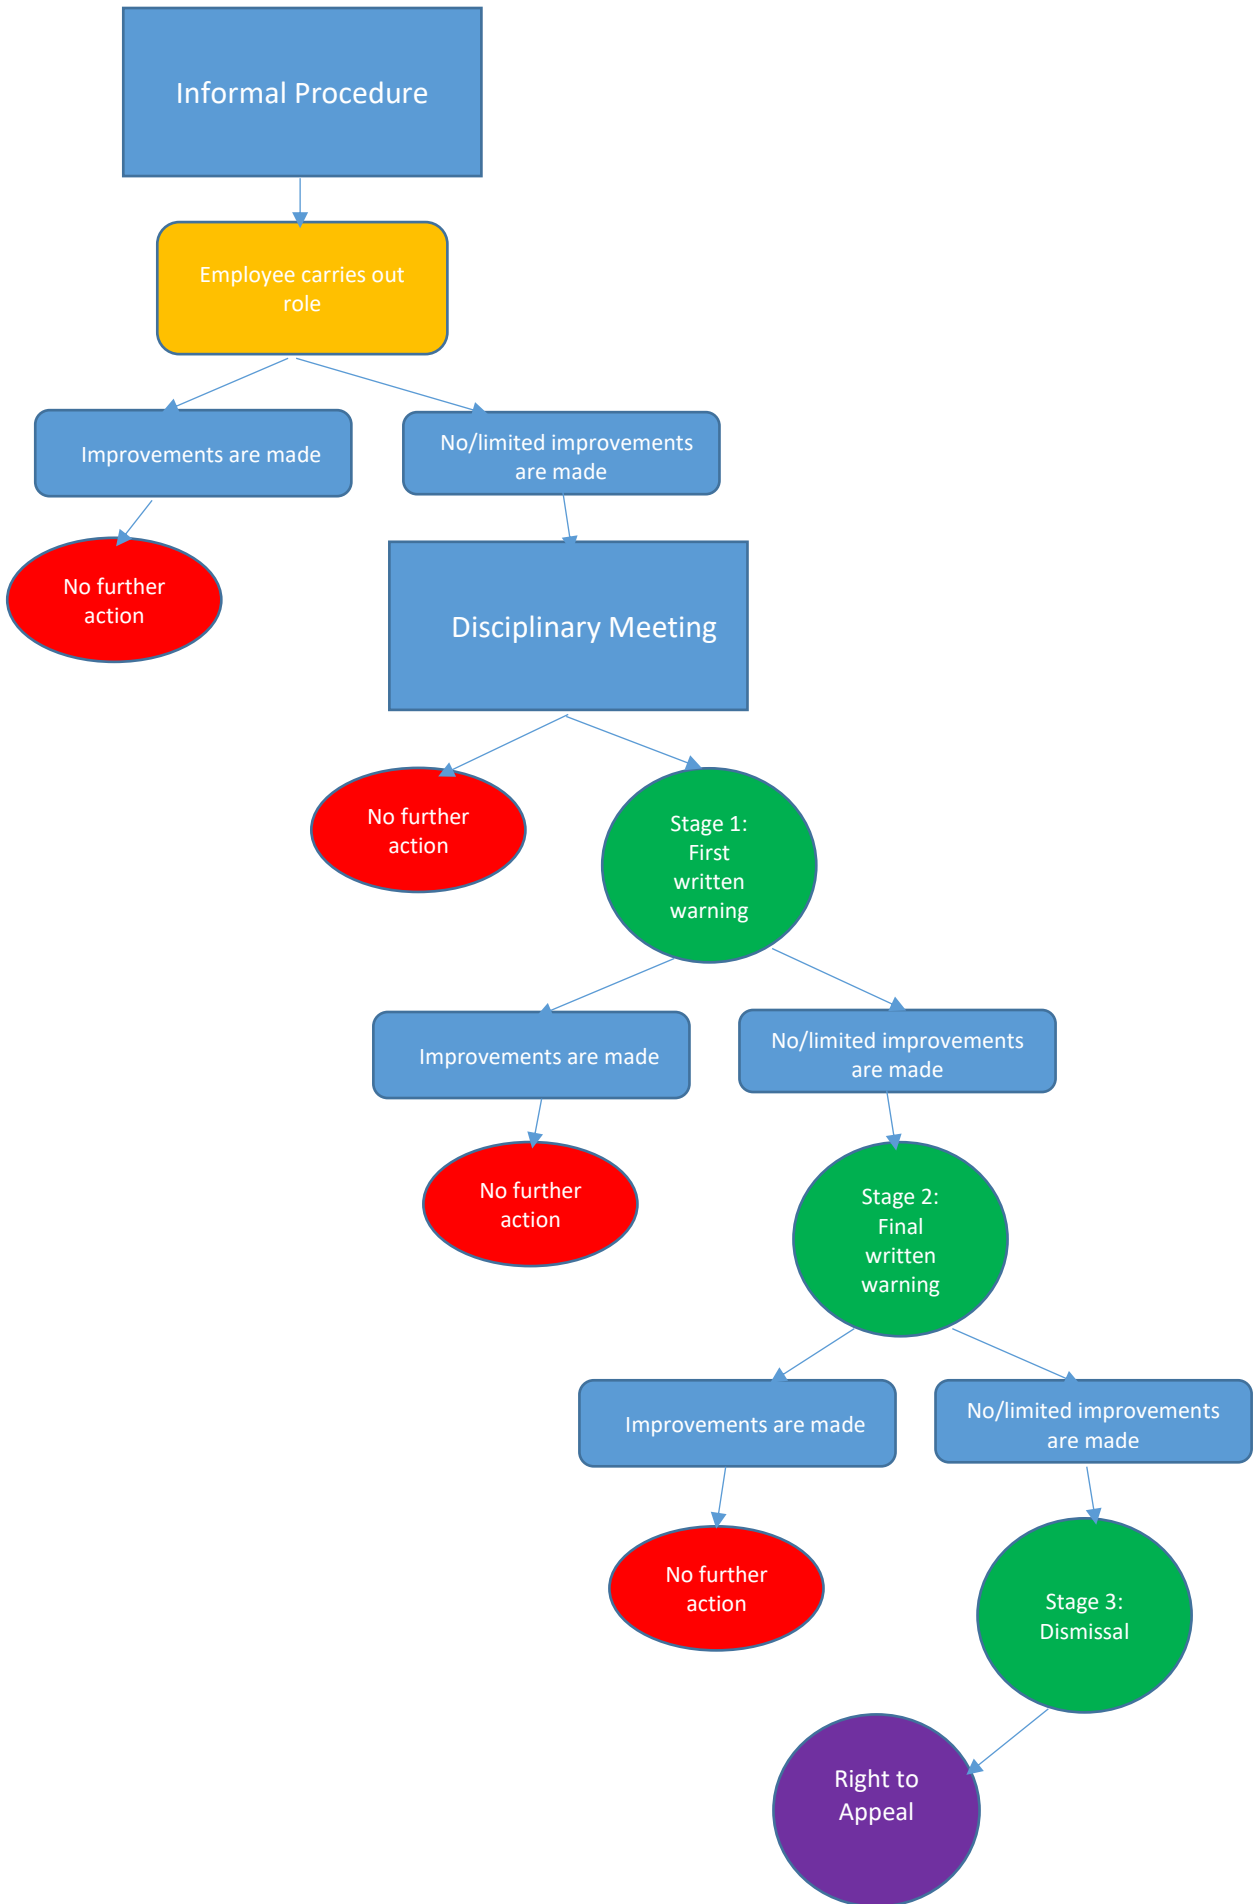 Informal Procedure
Employee carries out
role
Improvements are made
No/limited improvements
are made
No further
action
Disciplinary Meeting
No further
action
Stage 1:
First
written
warning
Improvements are made
No/limited improvements
are made
No further
action
Stage 2:
Final
written
warning
Improvements are made
No/limited improvements
are made
No further
action
Stage 3:
Dismissal
Right to
Appeal